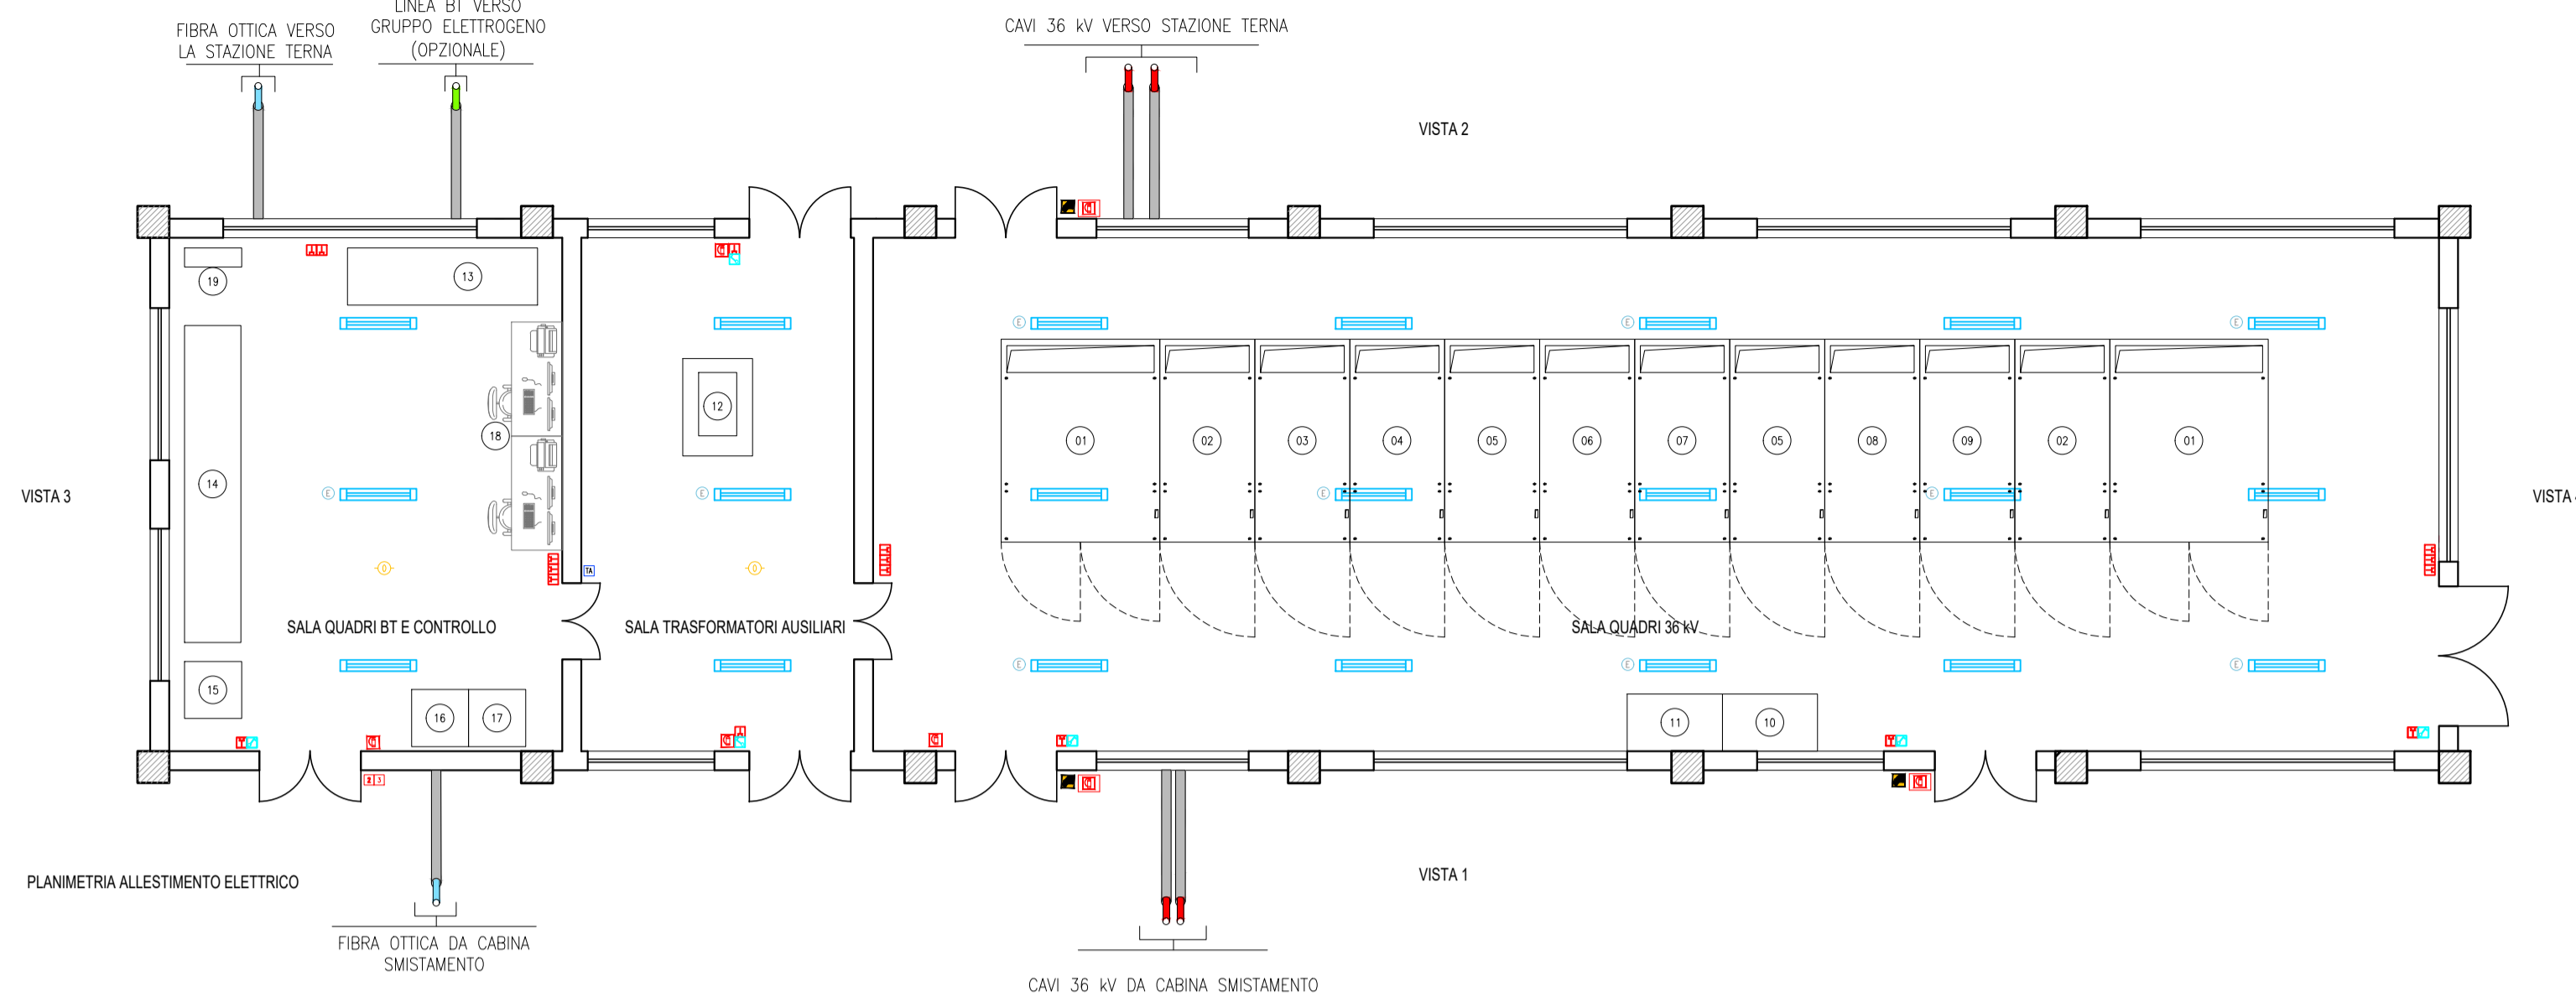 LINEA BT VERSO
GRUPPO ELETTROGENO
(OPZIONALE)
FIBRA OTTICA VERSO
LA STAZIONE TERNA
CAVI 36 kV VERSO STAZIONE TERNA
VISTA 2
19
13
12
01
02
03
04
05
06
07
05
08
09
02
01
18
14
VISTA 3
VISTA
E
E
E
E
E
E
E
E
E
E
TA
SALA QUADRI BT E CONTROLLO
SALA TRASFORMATORI AUSILIARI
SALA QUADRI 36 kV
15
16
17
11
10
2 3
VISTA 1
PLANIMETRIA ALLESTIMENTO ELETTRICO
FIBRA OTTICA DA CABINA
SMISTAMENTO
CAVI 36 kV DA CABINA SMISTAMENTO